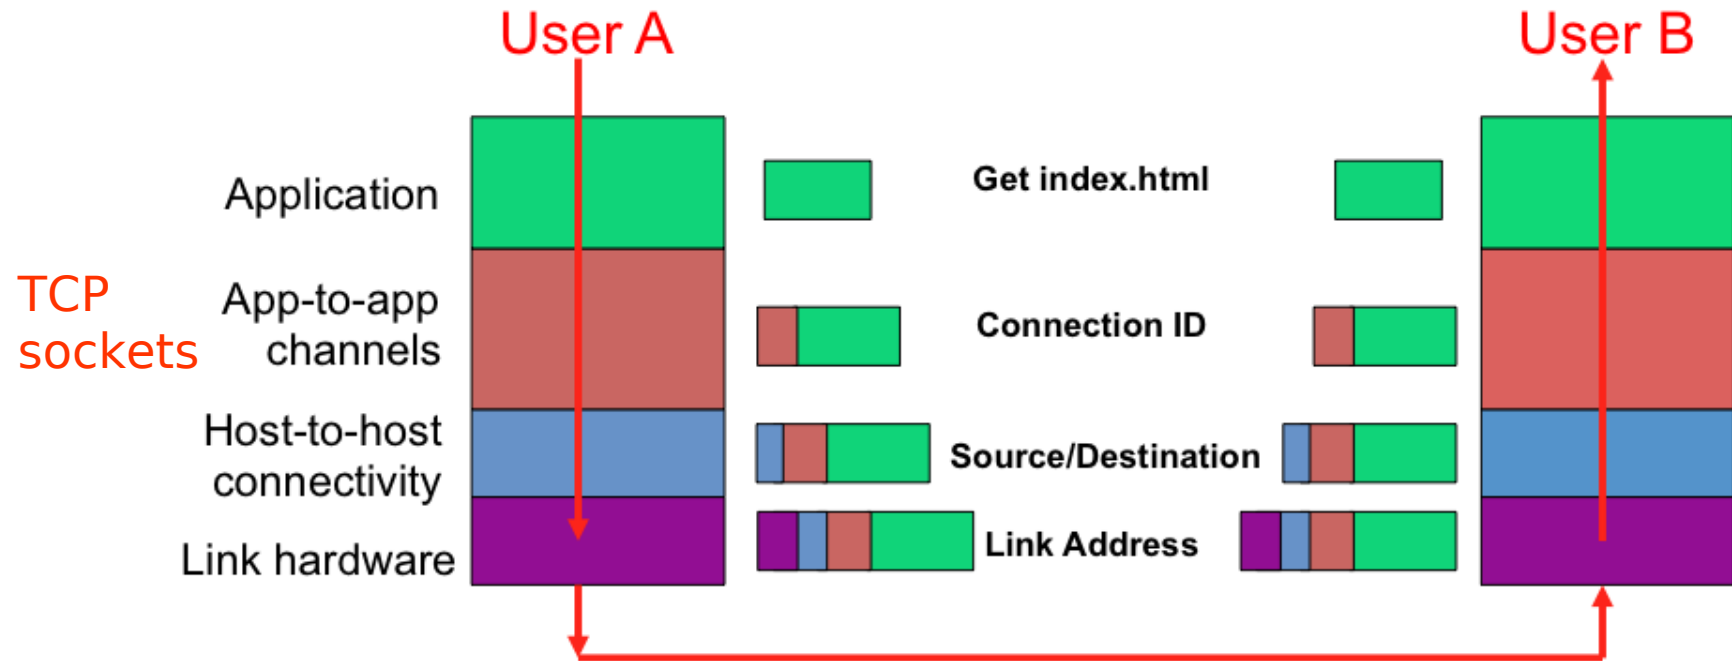 User A
User B
Application
Get index.html
TCP
sockets
App-to-app
channels
Connection ID
Host-to-host
connectivity
Source/Destination
Link hardware
Link Address